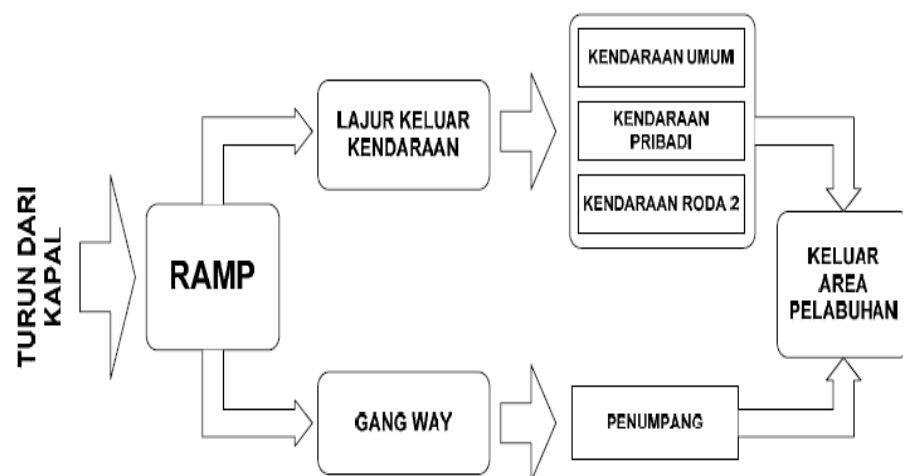 TURUN DARI
KAPAL
RAMP
LAJUR KELUAR
KENDARAAN
KENDARAAN UMUM
KENDARAAN
PRIBADI
KENDARAAN RODA 2
GANG WAY
PENUMPANG
KELUAR
AREA
PELABUHAN